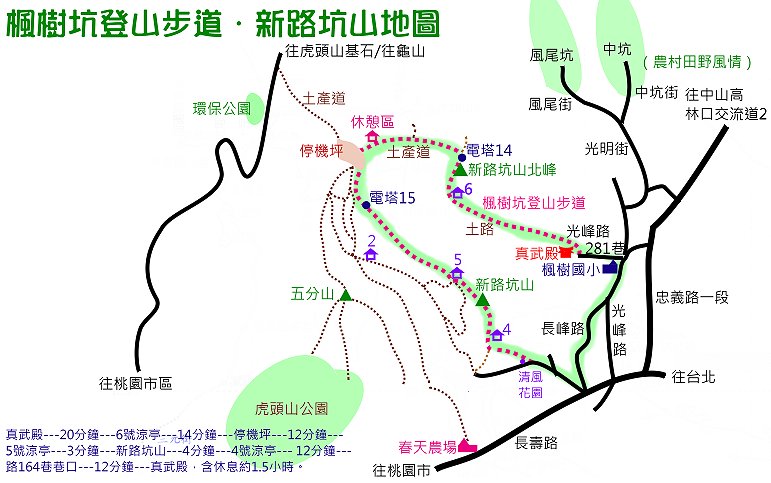 楓樹坑登山步道・新路坑山地圖
往虎頭山基石/往龜山
風尾坑
中坑
(農村田野風情)
土產道
環保公園
風尾街
中坑街
往中山高
林口交流道2
休憩區
停機坪
土產道
電塔14
光明街
新路坑山北峰
6
電塔15
楓樹坑登山步道
土路
光峰路
281巷
2
真武殿
楓樹國小
5
五分山
新路坑山
忠義路一段
4
長峰路
光峰路
往桃園市區
清風
花園
往台北
虎頭山公園
真武殿---20分鐘---6號涼亭---14分鐘---停機坪---12分鐘---
5號涼亭---3分鐘---新路坑山---4分鐘---4號涼亭--- 12分鐘---
路164巷巷口---12分鐘---真武殿，含休息約1.5小時。
春天農場
長壽路
往桃園市